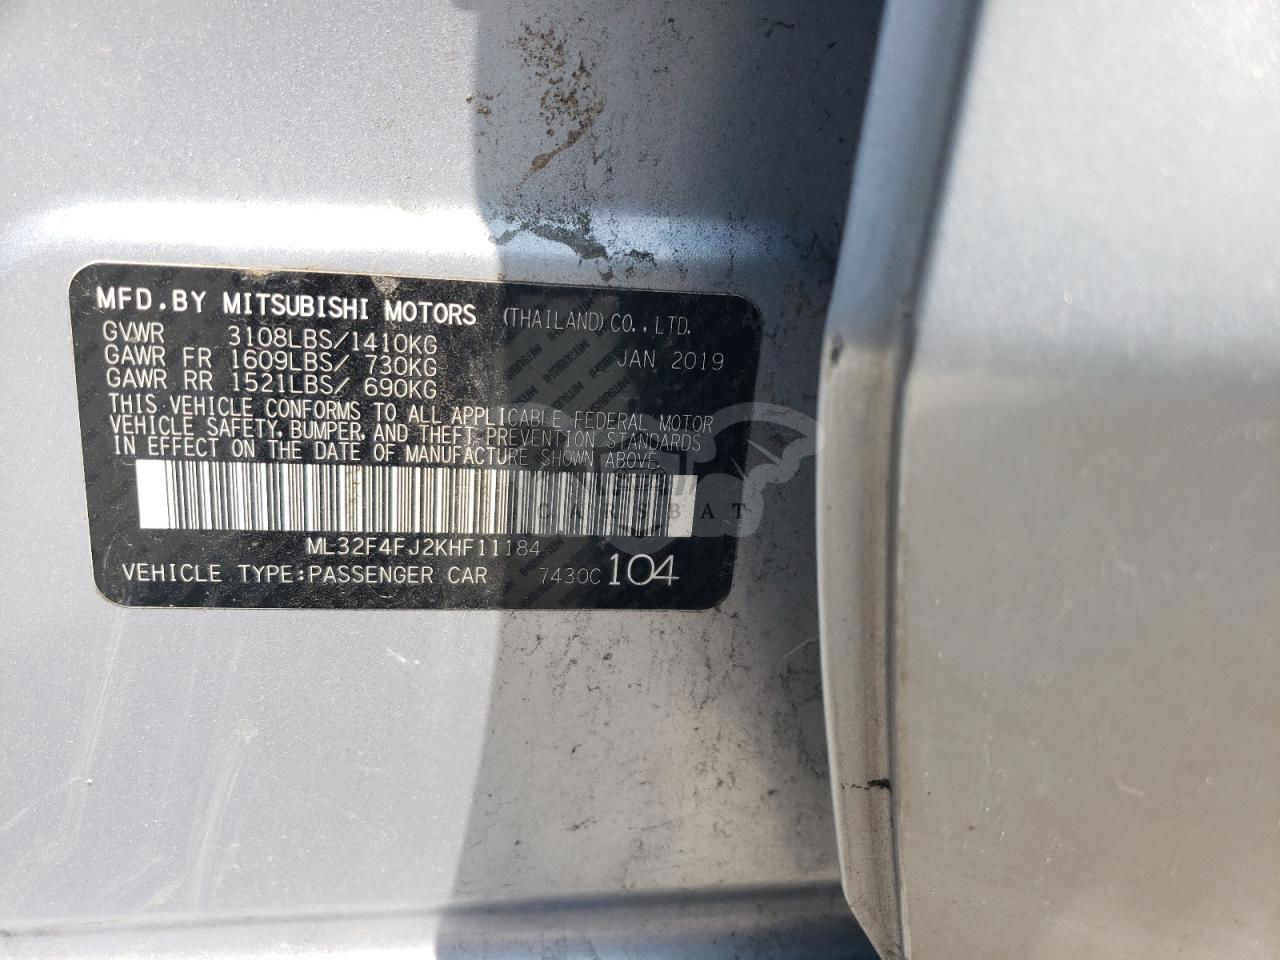 MFD.BY MITSUBISHI MOTORS (THAILAND)CO.,LTD.
GVWR 3108LBS/1410KG
GAWR FR 1609LBS/ 730KG JAN 2019
GAWR RR 1521LBS/ 690KG
THIS VEHICLE CONFORMS TO ALL APPLICABLE FEDERAL MOTOR
VEHICLE SAFETY, BUMPER, AND THEFT PREVENTION STANDARDS
IN EFFECT ON THE DATE OF MANUFACTURE SHOWN ABOVE.
CARSBAT
ML32F4FJ2KHF11184
VEHICLE TYPE:PASSENGER CAR 7430C 104